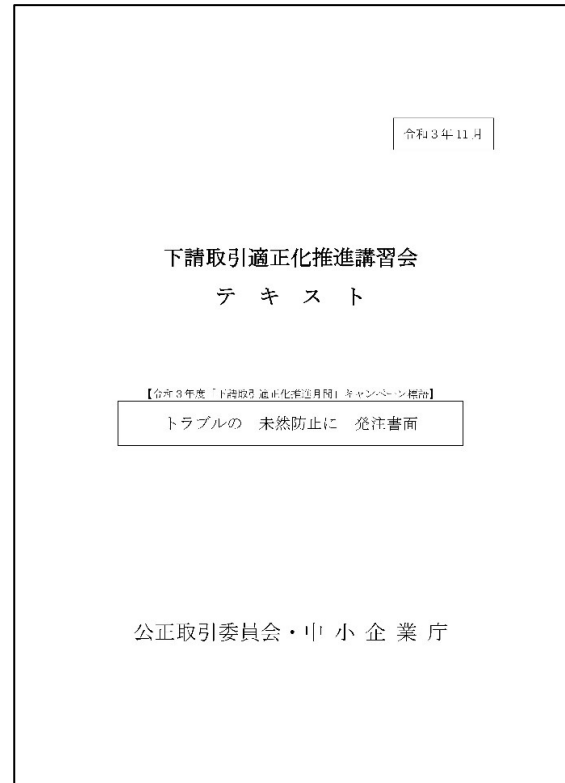 令和3年11月
下請取引適正化推進講習会
テ キ ス ト
【令和3年度「下請取引適正化推進月間」キャンペーン標語】
トラブルの 未然防止に 発注書面
公正取引委員会・中 小 企 業 庁